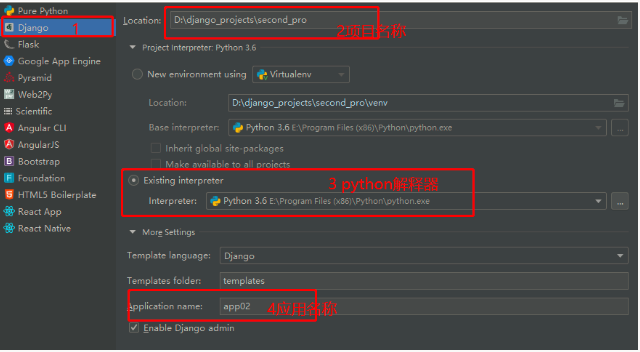 Pure Python
Django
1
Flask
Google App Engine
Pyramid
Web2Py
Scientific
Angular CLI
AngularJS
Bootstrap
Foundation
HTML5 Boilerplate
React App
React Native
Location: D:\django_projects\second_pro
2项目名称
Project Interpreter: Python 3.6
New environment using Virtualenv
Location: D:\django_projects\second_pro\venv
Base interpreter: Python 3.6 E:\Program Files (x86)\Python\python.exe ...
Inherit global site-packages
Make available to all projects
Existing interpreter
3 python解释器
Interpreter: Python 3.6 E:\Program Files (x86)\Python\python.exe ...
More Settings
Template language: Django
Templates folder: templates
Application name: app02
4应用名称
Enable Django admin